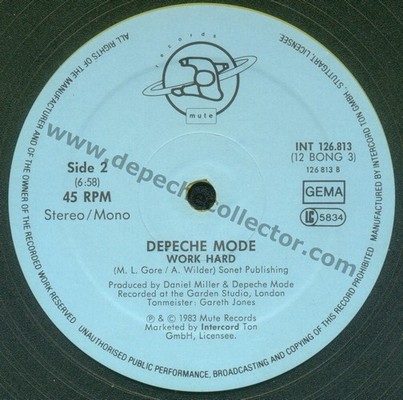 records
mute
Side 2
(6:58)
45 RPM
Stereo/Mono
INT 126.813
(12 BONG 3)
126 813 B
GEMA
LC 5834
DEPECHE MODE
WORK HARD
(M. L. Gore / A. Wilder) Sonet Publishing
Produced by Daniel Miller & Depeche Mode
Recorded at the Garden Studio, London
Tonmeister: Gareth Jones
℗ & © 1983 Mute Records
Marketed by Intercord Ton
GmbH, Licensee.
ALL RIGHTS OF THE MANUFACTURER AND OF THE OWNER OF THE RECORDED WORK RESERVED
UNAUTHORISED PUBLIC PERFORMANCE, BROADCASTING AND COPYING OF THIS RECORD PROHIBITED
MANUFACTURED BY INTERCORD TON GMBH, STUTTGART, LICENSEE
www.depechecollector.com